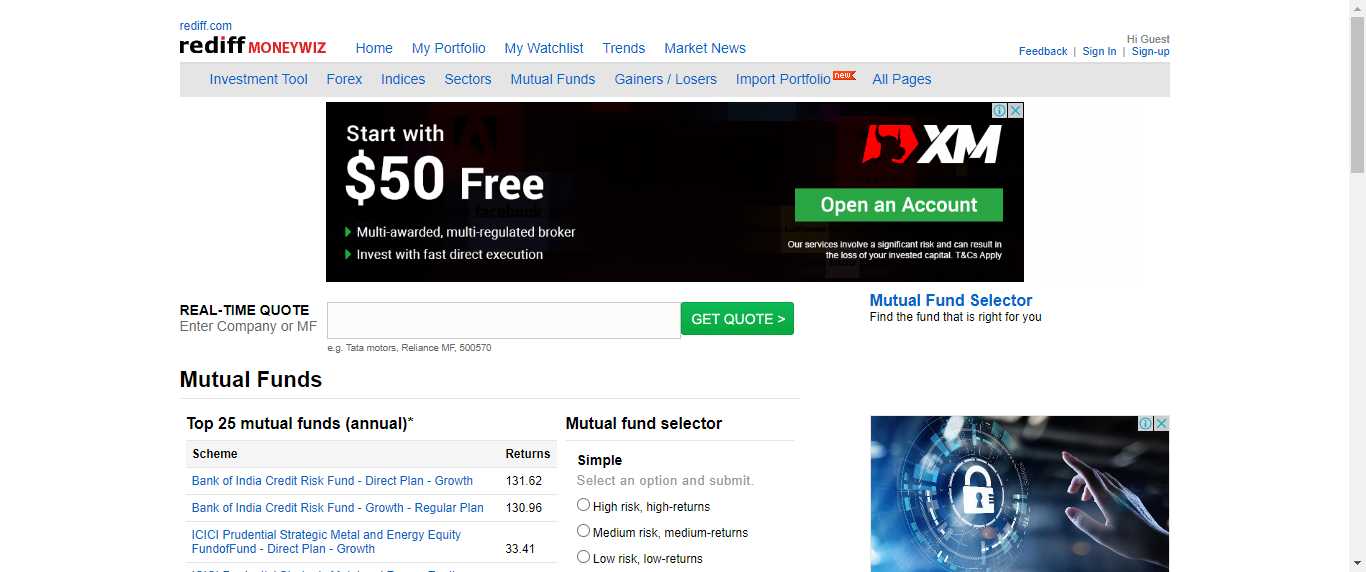 rediff.com
rediff MONEYWIZ
Home My Portfolio My Watchlist Trends Market News
Hi Guest
Feedback | Sign In | Sign-up
Investment Tool Forex Indices Sectors Mutual Funds Gainers / Losers Import Portfolio new All Pages
Start with
$50 Free
Multi-awarded, multi-regulated broker
Invest with fast direct execution
XM
Open an Account
Our services involve a significant risk and can result in
the loss of your invested capital. T&Cs Apply
REAL-TIME QUOTE
Enter Company or MF
GET QUOTE >
e.g. Tata motors, Reliance MF, 500570
Mutual Fund Selector
Find the fund that is right for you
Mutual Funds
Top 25 mutual funds (annual)*
Scheme Returns
Bank of India Credit Risk Fund - Direct Plan - Growth 131.62
Bank of India Credit Risk Fund - Growth - Regular Plan 130.96
ICICI Prudential Strategic Metal and Energy Equity
FundofFund - Direct Plan - Growth 33.41
Mutual fund selector
Simple
Select an option and submit.
High risk, high-returns
Medium risk, medium-returns
Low risk, low-returns